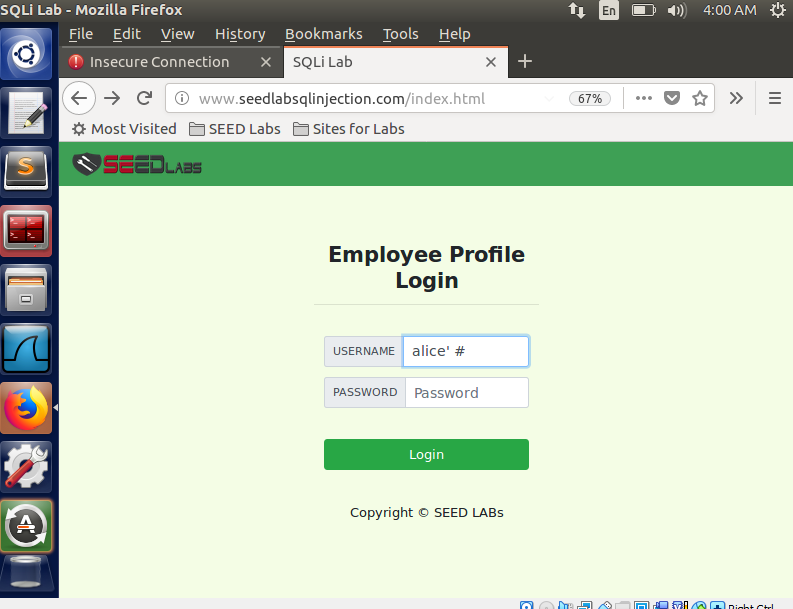 SQLi Lab - Mozilla Firefox
En
4:00 AM
File Edit View History Bookmarks Tools Help
Insecure Connection
SQLi Lab
www.seedlabsqlinjection.com/index.html
67%
Most Visited
SEED Labs
Sites for Labs
SEEDLABS
Employee Profile
Login
USERNAME
alice' #
PASSWORD
Password
Login
Copyright © SEED LABs
Right Ctrl